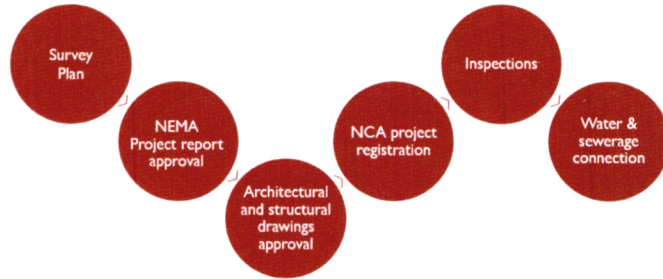 Survey
Plan
NEMA
Project report
approval
Architectural
and structural
drawings
approval
NCA project
registration
Inspections
Water &
sewerage
connection